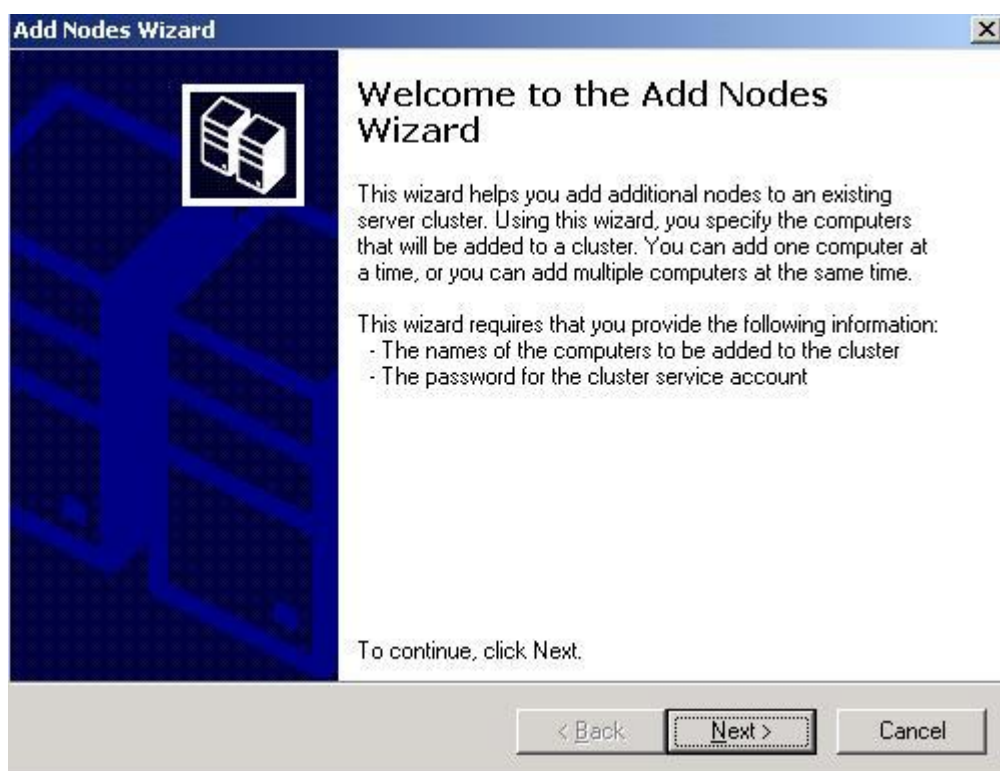 Add Nodes Wizard
Welcome to the Add Nodes
Wizard
This wizard helps you add additional nodes to an existing
server cluster. Using this wizard, you specify the computers
that will be added to a cluster. You can add one computer at
a time, or you can add multiple computers at the same time.
This wizard requires that you provide the following information:
- The names of the computers to be added to the cluster
- The password for the cluster service account
To continue, click Next.
< Back Next > Cancel